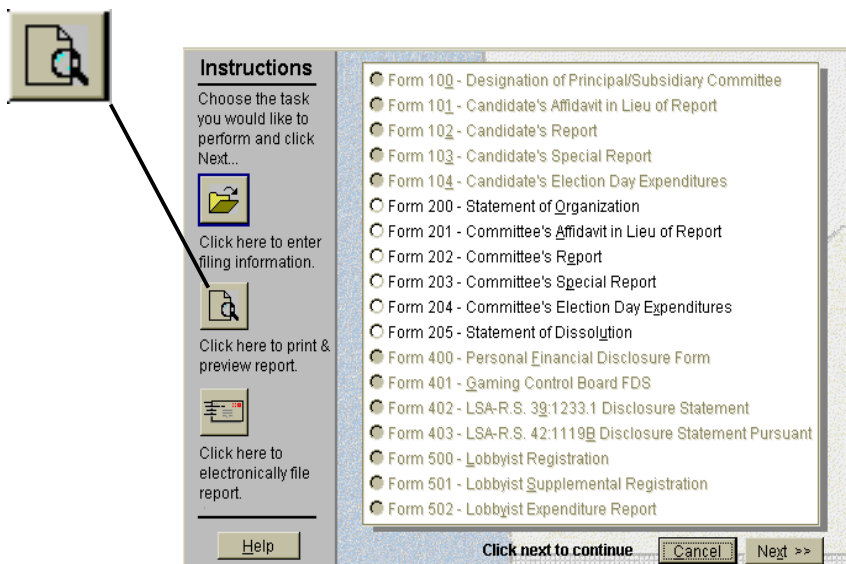 Instructions
Choose the task
you would like to
perform and click
Next...
Click here to enter
filing information.
Click here to print &
preview report.
Click here to
electronically file
report.
Help
Form 100 - Designation of Principal/Subsidiary Committee
Form 101 - Candidate's Affidavit in Lieu of Report
Form 102 - Candidate's Report
Form 103 - Candidate's Special Report
Form 104 - Candidate's Election Day Expenditures
Form 200 - Statement of Organization
Form 201 - Committee's Affidavit in Lieu of Report
Form 202 - Committee's Report
Form 203 - Committee's Special Report
Form 204 - Committee's Election Day Expenditures
Form 205 - Statement of Dissolution
Form 400 - Personal Financial Disclosure Form
Form 401 - Gaming Control Board FDS
Form 402 - LSA-R.S. 39:1233.1 Disclosure Statement
Form 403 - LSA-R.S. 42:1119B Disclosure Statement Pursuant
Form 500 - Lobbyist Registration
Form 501 - Lobbyist Supplemental Registration
Form 502 - Lobbyist Expenditure Report
Click next to continue
Cancel
Next >>